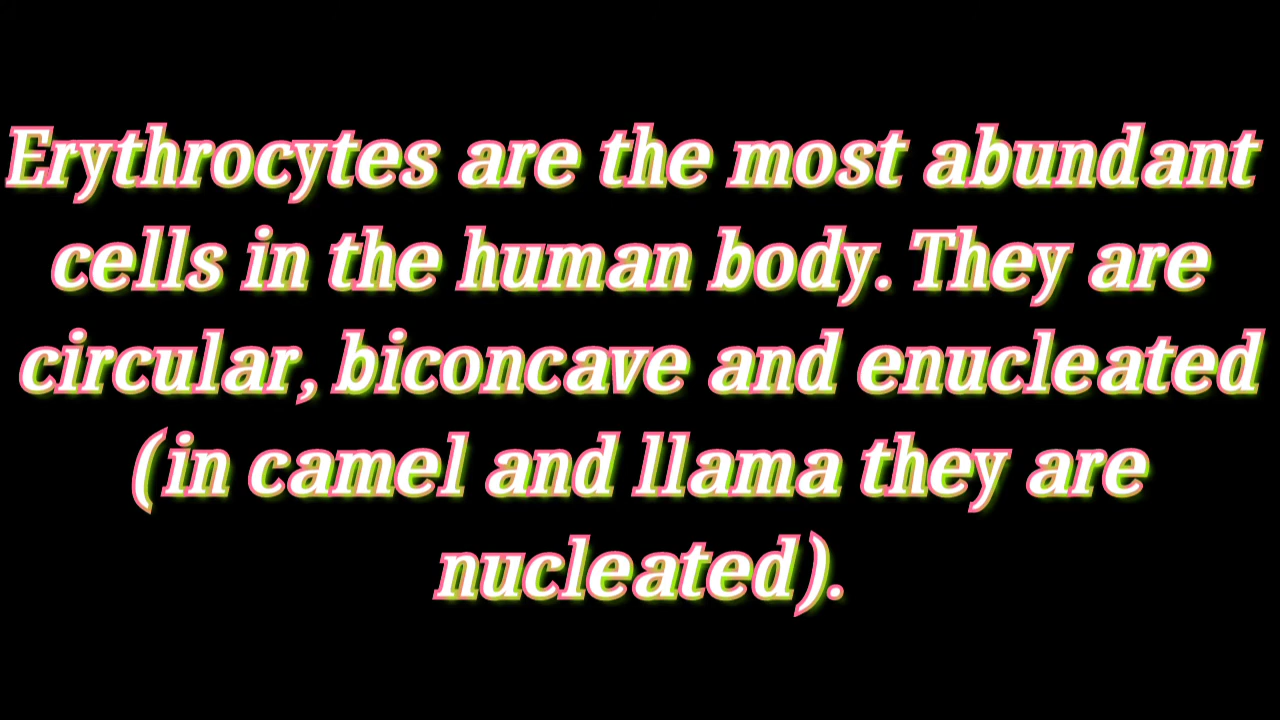 Erythrocytes are the most abundant
cells in the human body. They are
circular, biconcave and enucleated
(in camel and llama they are
nucleated).